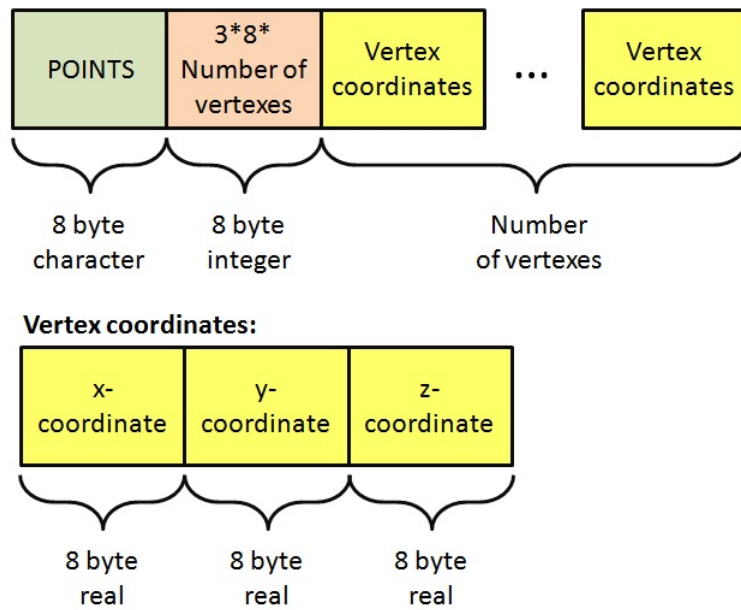 POINTS
3*8*
Number of
vertexes
Vertex
coordinates
...
Vertex
coordinates
8 byte
character
8 byte
integer
Number
of vertexes
Vertex coordinates:
x-
coordinate
y-
coordinate
z-
coordinate
8 byte
real
8 byte
real
8 byte
real